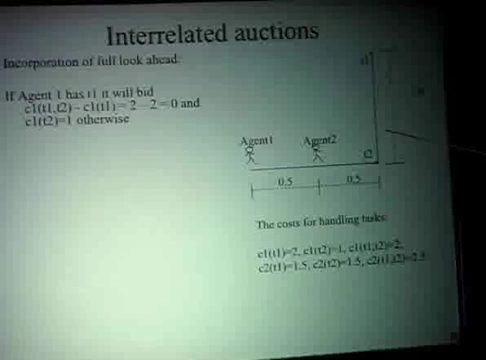 Interrelated auctions
Incorporation of full look ahead:
If Agent 1 has t1 it will bid
c1(t1,t2) – c1(t1) = 2 – 2 = 0 and
c1(t2)=1 otherwise
Agent1 Agent2
0.5 0.5
The costs for handling tasks:
c1(t1)=2, c1(t2)=1, c1(t1,t2)=2,
c2(t1)=1.5, c2(t2)=1.5, c2(t1,t2)=2.5